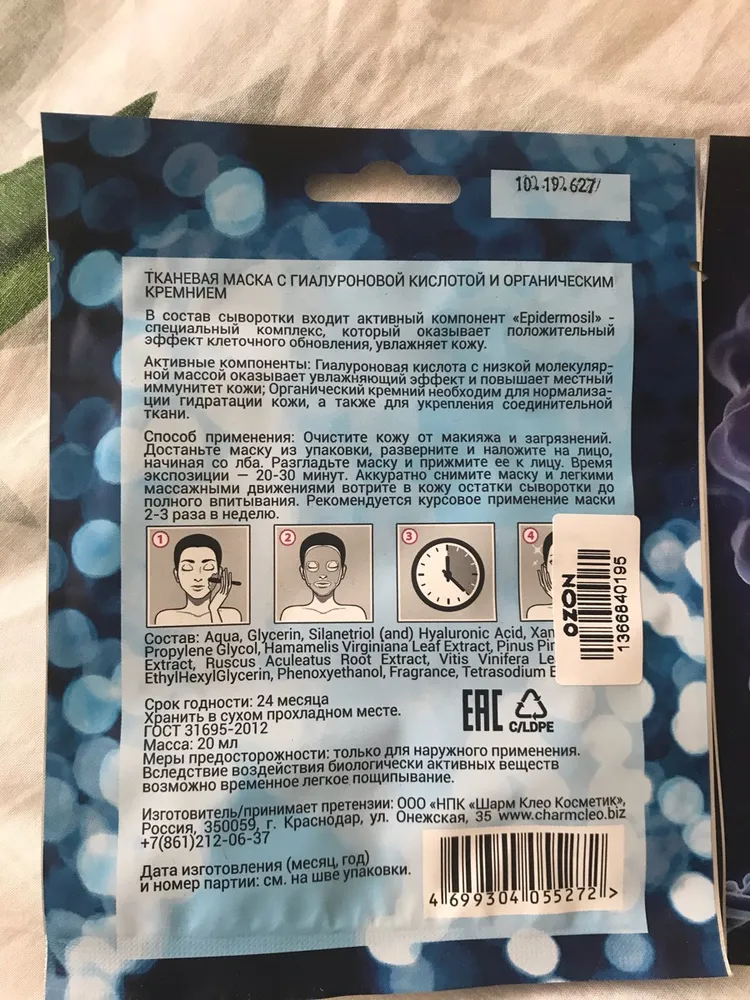 102.192.627
ТКАНЕВАЯ МАСКА С ГИАЛУРОНОВОЙ КИСЛОТОЙ И ОРГАНИЧЕСКИМ
КРЕМНИЕМ
В состав сыворотки входит активный компонент «Epidermosil» -
специальный комплекс, который оказывает положительный
эффект клеточного обновления, увлажняет кожу.
Активные компоненты: Гиалуроновая кислота с низкой молекуляр-
ной массой оказывает увлажняющий эффект и повышает местный
иммунитет кожи; Органический кремний необходим для нормализа-
ции гидратации кожи, а также для укрепления соединительной
ткани.
Способ применения: Очистите кожу от макияжа и загрязнений.
Достаньте маску из упаковки, разверните и наложите на лицо,
начиная со лба. Разгладьте маску и прижмите ее к лицу. Время
экспозиции — 20-30 минут. Аккуратно снимите маску и легкими
массажными движениями вотрите в кожу остатки сыворотки до
полного впитывания. Рекомендуется курсовое применение маски
2-3 раза в неделю.
1 2 3 4
OZON
1366840195
Состав: Aqua, Glycerin, Silanetriol (and) Hyaluronic Acid,
Propylene Glycol, Hamamelis Virginiana Leaf Extract, Pinus
Extract, Ruscus Aculeatus Root Extract, Vitis Vinifera
EthylHexylGlycerin, Phenoxyethanol, Fragrance, Tetrasodium
Срок годности: 24 месяца
Хранить в сухом прохладном месте.
ГОСТ 31695-2012
Масса: 20 мл
EAC
C/LDPE
Меры предосторожности: только для наружного применения.
Вследствие воздействия биологически активных веществ
возможно временное легкое пощипывание.
Изготовитель/принимает претензии: ООО «НПК «Шарм Клео Косметик»,
Россия, 350059, г. Краснодар, ул. Онежская, 35 www.charmcleo.biz
+7(861)212-06-37
Дата изготовления (месяц, год)
и номер партии: см. на шве упаковки.
4 699304 055272 >